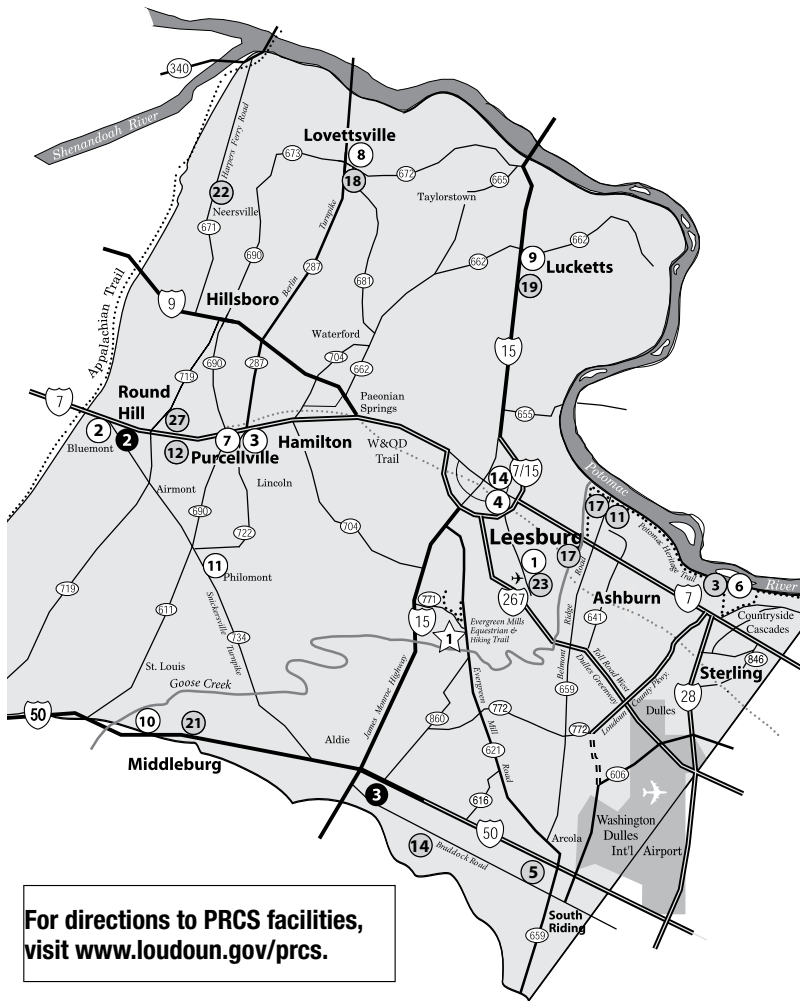 340
Shenandoah River
Harpers Ferry Road
Lovettsville
8
673
18
672
665
Taylorstown
22
Neersville
671
Turnpike
Berlin
690
287
681
662
662
9
Lucketts
19
Appalachian Trail
9
Hillsboro
Waterford
15
704
662
719
690
287
7
Round
Hill
27
Paeonian
Springs
655
2
2
Bluemont
12
7
3
Purcellville
Hamilton
W&OD
Trail
14
7/15
4
Potomac
17
11
Airmont
Lincoln
690
722
704
Leesburg
1
17
23
267
Potomac Heritage Trail
3
6
River
7
11
Philomont
Ashburn
Countryside
Cascades
719
611
Snickersville
Turnpike
734
771
15
1
Evergreen Mills
Equestrian &
Hiking Trail
Belmont
Ridge
Road
641
659
Toll Road West
Dulles Greenway
846
Sterling
St. Louis
Goose Creek
James Monroe Highway
Evergreen
Mill
Road
Loudoun County Pkwy.
28
Dulles
50
10
21
Middleburg
Aldie
860
772
772
621
606
3
616
50
Washington
Dulles
Int'l Airport
Arcola
14
Braddock Road
5
South
Riding
659
For directions to PRCS facilities,
visit www.loudoun.gov/prcs.